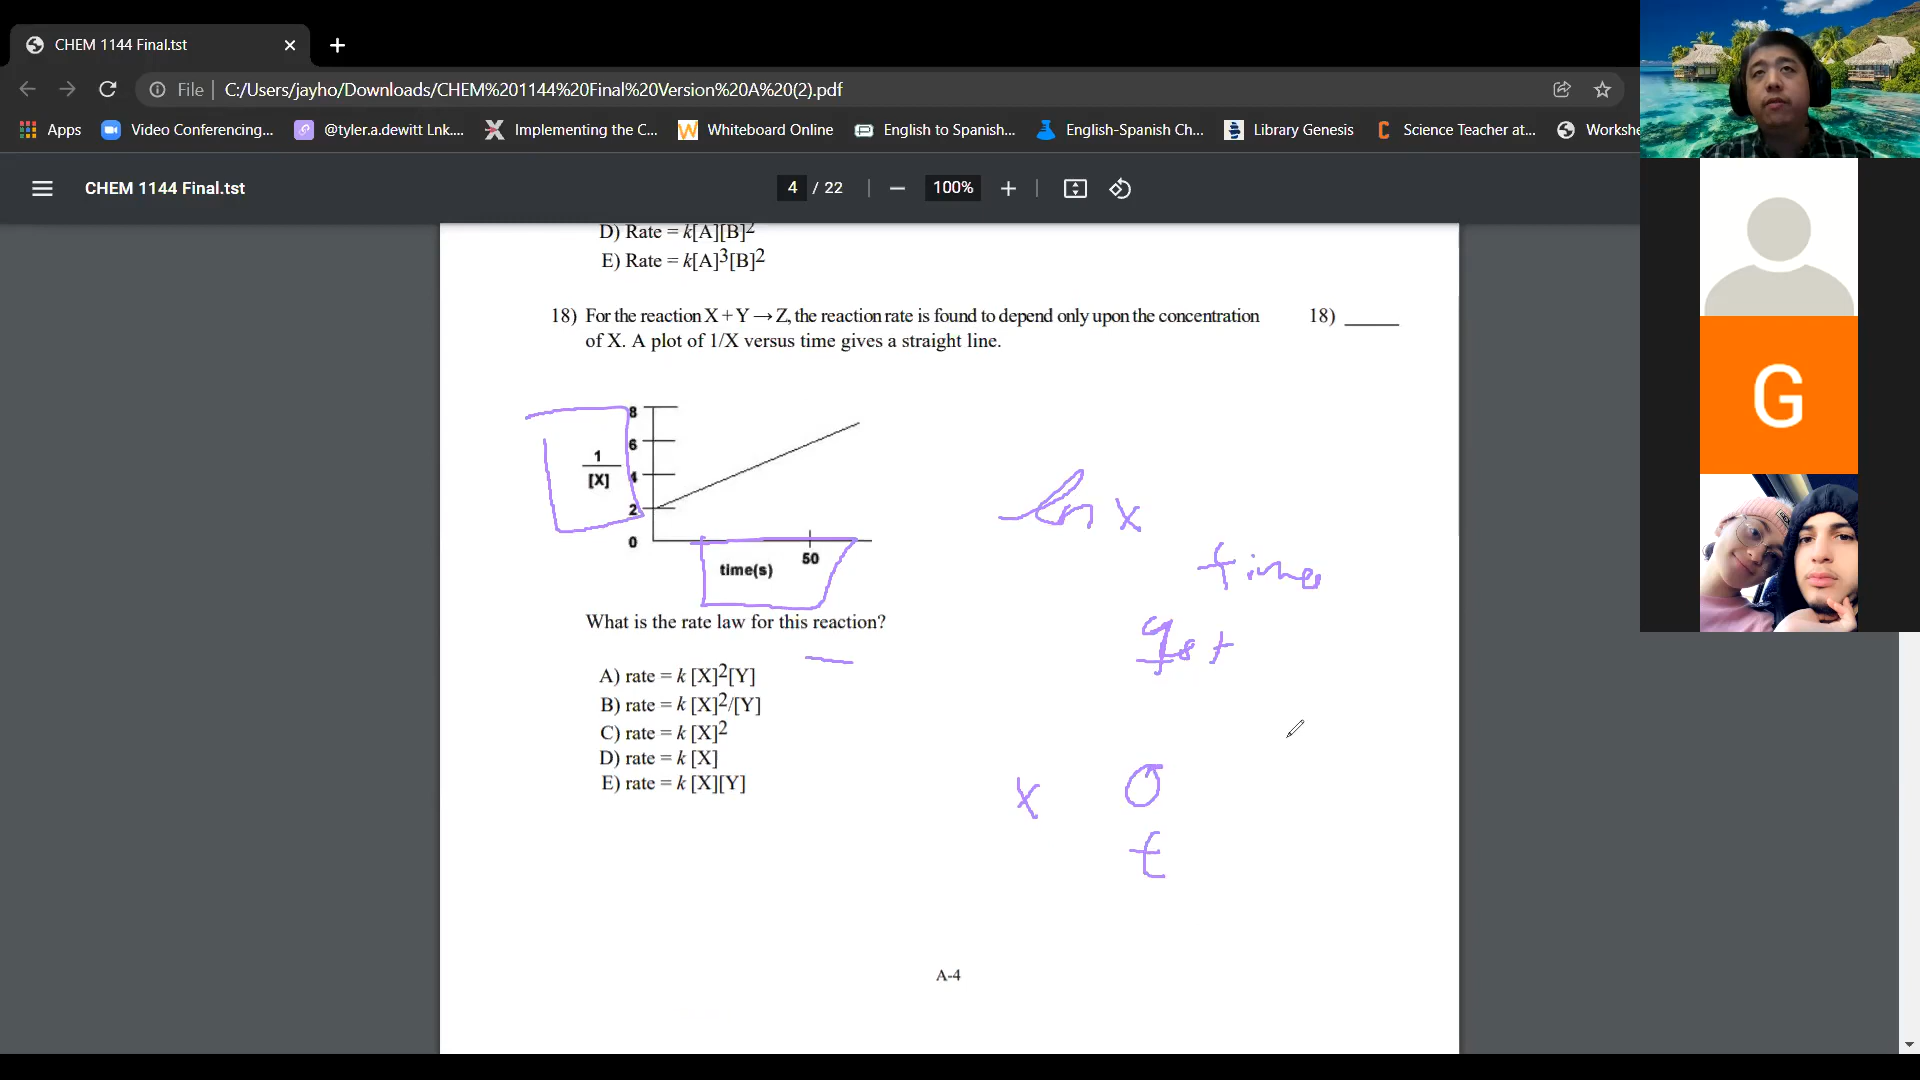 CHEM 1144 Final.tst
File | C:/Users/jayho/Downloads/CHEM%201144%20Final%20Version%20A%20(2).pdf
Apps Video Conferencing... @tyler.a.dewitt Lnk.... Implementing the C... Whiteboard Online English to Spanish... English-Spanish Ch... Library Genesis Science Teacher at... Workshe
CHEM 1144 Final.tst 4 / 22 100%
D) Rate = k[A][B]2
E) Rate = k[A]3[B]2
18) For the reaction X + Y → Z, the reaction rate is found to depend only upon the concentration 18) _____
of X. A plot of 1/X versus time gives a straight line.
8
6
1
[X]
4
2
0
50
time(s)
ln x
time
1st
What is the rate law for this reaction?
A) rate = k [X]2[Y]
B) rate = k [X]2/[Y]
C) rate = k [X]2
D) rate = k [X]
E) rate = k [X][Y]
x 0
t
A-4
G